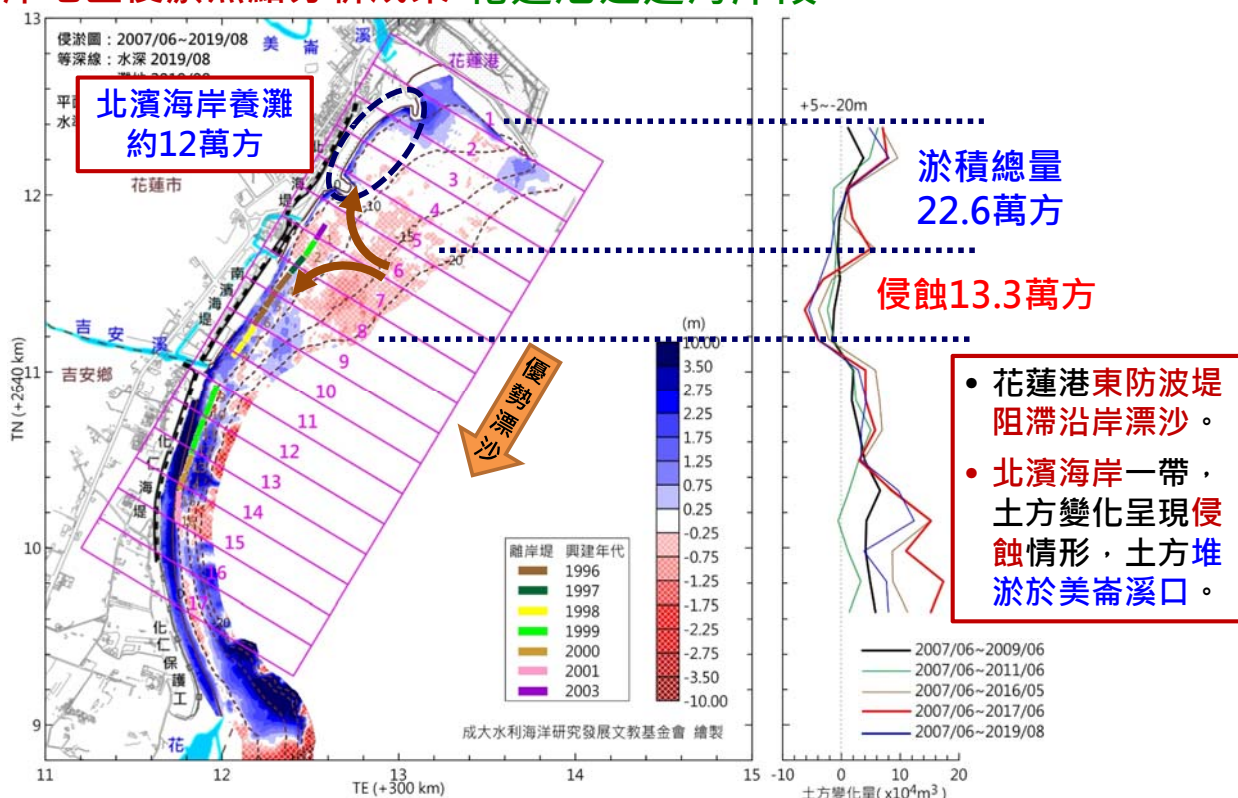 侵淤圖：2007/06~2019/08
等深線：水深 2019/08
北濱海岸養灘
約12萬方
美崙溪
花蓮港
花蓮市
南濱海堤
吉安溪
吉安鄉
化仁海堤
化仁保護工
花
1
2
3
4
5
6
7
8
9
10
11
12
13
14
15
16
-10
-15
-20
優勢漂沙
(m)
10.00
3.50
2.75
2.25
1.75
1.25
0.75
0.25
-0.25
-0.75
-1.25
-1.75
-2.25
-2.75
-3.50
-10.00
離岸堤 興建年代
1996
1997
1998
1999
2000
2001
2003
成大水利海洋研究發展文教基金會 繪製
TN (+2640 km)
13
12
11
10
9
11 12 13 14 15
TE (+300 km)
+5~-20m
淤積總量
22.6萬方
侵蝕13.3萬方
• 花蓮港東防波堤
阻滯沿岸漂沙。
• 北濱海岸一帶，
土方變化呈現侵
蝕情形，土方堆
淤於美崙溪口。
2007/06~2009/06
2007/06~2011/06
2007/06~2016/05
2007/06~2017/06
2007/06~2019/08
-10 0 10 20
土方變化量(x10⁴m³)